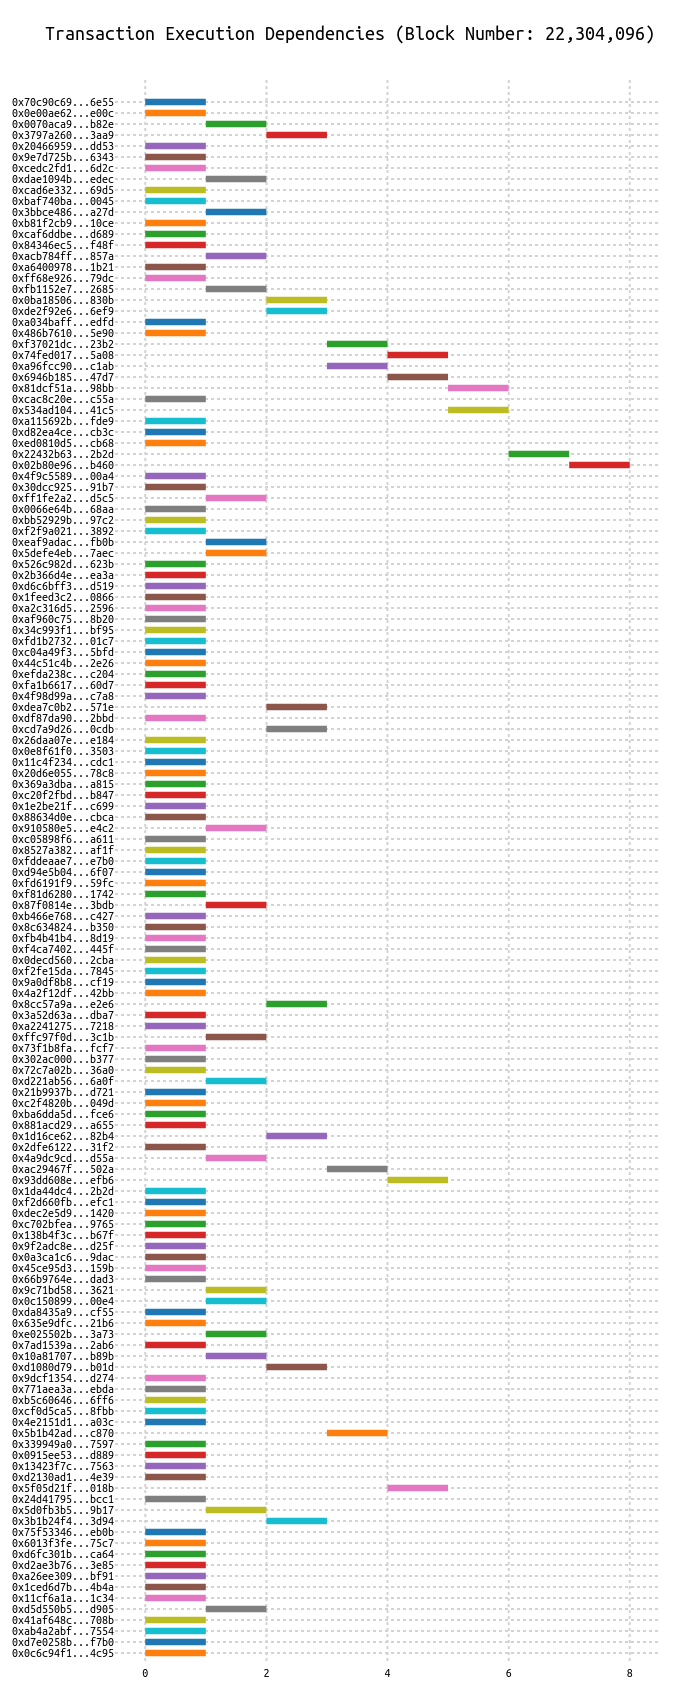 Transaction Execution Dependencies (Block Number: 22,304,096)
0x70c90c69...6e55
0x0e00ae62...e00c
0x0070aca9...b82e
0x3797a260...3aa9
0x20466959...dd53
0x9e7d725b...6343
0xcedc2fd1...6d2c
0xdae1094b...edec
0xcad6e332...69d5
0xbaf740ba...0045
0x3bbce486...a27d
0xb81f2cb9...10ce
0xcaf6ddbe...d689
0x84346ec5...f48f
0xacb784ff...857a
0xa6400978...1b21
0xff68e926...79dc
0xfb1152e7...2685
0x0ba18506...830b
0xde2f92e6...6ef9
0xa034baff...edfd
0x486b7610...5e90
0xf37021dc...23b2
0x74fed017...5a08
0xa96fcc90...c1ab
0x6946b185...47d7
0x81dcf51a...98bb
0xcac8c20e...c55a
0x534ad104...41c5
0xa115692b...fde9
0xd82ea4ce...cb3c
0xed0810d5...cb68
0x22432b63...2b2d
0x02b80e96...b460
0x4f9c5589...00a4
0x30dcc925...91b7
0xff1fe2a2...d5c5
0x0066e64b...68aa
0xbb52929b...97c2
0xf2f9a021...3892
0xeaf9adac...fb0b
0x5defe4eb...7aec
0x526c982d...623b
0x2b366d4e...ea3a
0xd6c6bff3...d519
0x1feed3c2...0866
0xa2c316d5...2596
0xaf960c75...8b20
0x34c993f1...bf95
0xfd1b2732...01c7
0xc04a49f3...5bfd
0x44c51c4b...2e26
0xefda238c...c204
0xfa1b6617...60d7
0x4f98d99a...c7a8
0xdea7c0b2...571e
0xdf87da90...2bbd
0xcd7a9d26...0cdb
0x26daa07e...e184
0x0e8f61f0...3503
0x11c4f234...cdc1
0x20d6e055...78c8
0x369a3dba...a815
0xc20f2fbd...b847
0x1e2be21f...c699
0x88634d0e...cbca
0x910580e5...e4c2
0xc05898f6...a611
0x8527a382...af1f
0xfddeaae7...e7b0
0xd94e5b04...6f07
0xfd6191f9...59fc
0xf81d6280...1742
0x87f0814e...3bdb
0xb466e768...c427
0x8c634824...b350
0xfb4b41b4...8d19
0xf4ca7402...445f
0x0decd560...2cba
0xf2fe15da...7845
0x9a0df8b8...cf19
0x4a2f12df...42bb
0x8cc57a9a...e2e6
0x3a52d63a...dba7
0xa2241275...7218
0xffc97f0d...3c1b
0x73f1b8fa...fcf7
0x302ac000...b377
0x72c7a02b...36a0
0xd221ab56...6a0f
0x21b9937b...d721
0xc2f4820b...049d
0xba6dda5d...fce6
0x881acd29...a655
0x1d16ce62...82b4
0x2dfe6122...31f2
0x4a9dc9cd...d55a
0xac29467f...502a
0x93dd608e...efb6
0x1da44dc4...2b2d
0xf2d660fb...efc1
0xdec2e5d9...1420
0xc702bfea...9765
0x138b4f3c...b67f
0x9f2adc8e...d25f
0x0a3ca1c6...9dac
0x45ce95d3...159b
0x66b9764e...dad3
0x9c71bd58...3621
0x0c150899...00e4
0xda8435a9...cf55
0x635e9dfc...21b6
0xe025502b...3a73
0x7ad1539a...2ab6
0x10a81707...b89b
0xd1080d79...b01d
0x9dcf1354...d274
0x771aea3a...ebda
0xb5c60646...6ff6
0xcf0d5ca5...8fbb
0x4e2151d1...a03c
0x5b1b42ad...c870
0x339949a0...7597
0x0915ee53...d889
0x13423f7c...7563
0xd2130ad1...4e39
0x5f05d21f...018b
0x24d41795...bcc1
0x5d0fb3b5...9b17
0x3b1b24f4...3d94
0x75f53346...eb0b
0x6013f3fe...75c7
0xd6fc301b...ca64
0xd2ae3b76...3e85
0xa26ee309...bf91
0x1ced6d7b...4b4a
0x11cf6a1a...1c34
0xd5d550b5...d905
0x41af648c...708b
0xab4a2abf...7554
0xd7e0258b...f7b0
0x0c6c94f1...4c95
0 2 4 6 8